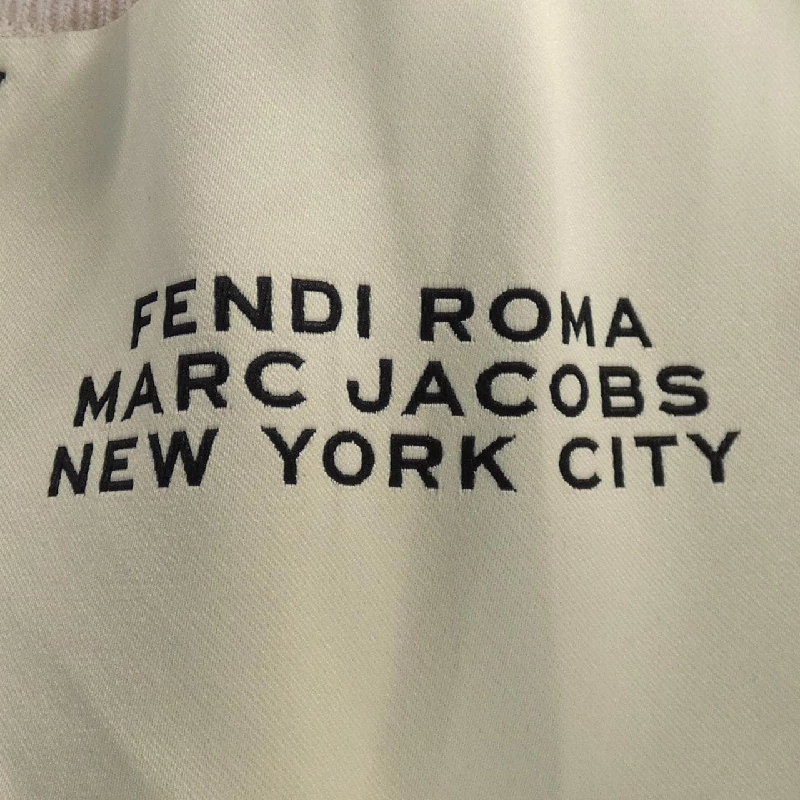 FENDI ROMA
MARC JACOBS
NEW YORK CITY